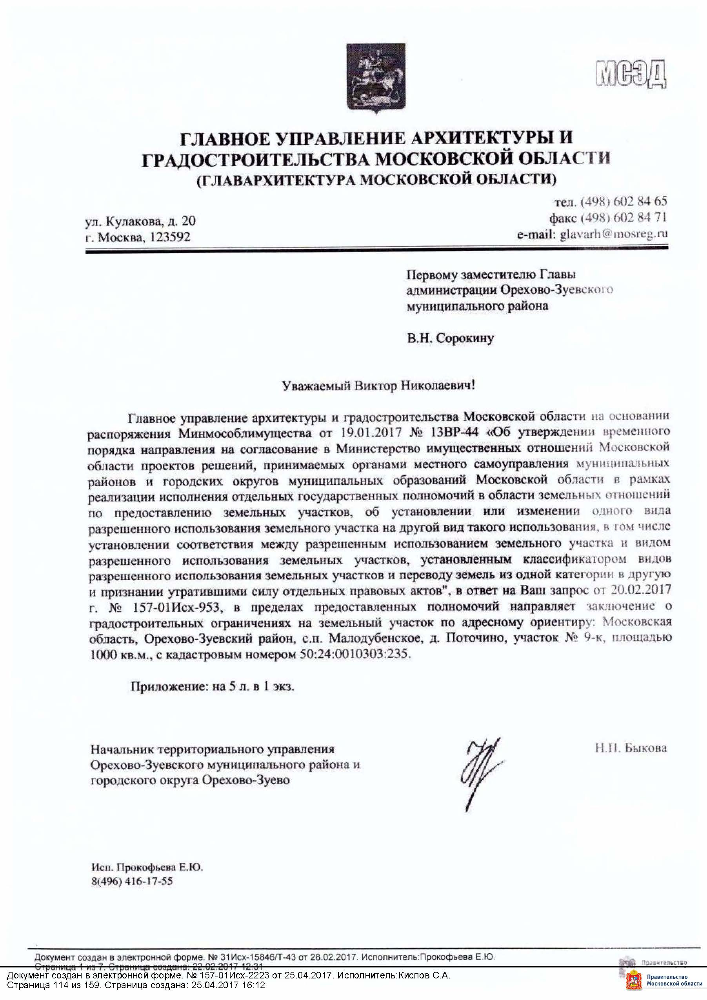 МСЭД
ГЛАВНОЕ УПРАВЛЕНИЕ АРХИТЕКТУРЫ И
ГРАДОСТРОИТЕЛЬСТВА МОСКОВСКОЙ ОБЛАСТИ
(ГЛАВАРХИТЕКТУРА МОСКОВСКОЙ ОБЛАСТИ)
тел. (498) 602 84 65
ул. Кулакова, д. 20
факс (498) 602 84 71
г. Москва, 123592
e-mail: glavarh@mosreg.ru
Первому заместителю Главы
администрации Орехово-Зуевского
муниципального района
В.Н. Сорокину
Уважаемый Виктор Николаевич!
Главное управление архитектуры и градостроительства Московской области на основании
распоряжения Минмособлимущества от 19.01.2017 № 13ВР-44 «Об утверждении временного
порядка направления на согласование в Министерство имущественных отношений Московской
области проектов решений, принимаемых органами местного самоуправления муниципальных
районов и городских округов муниципальных образований Московской области в рамках
реализации исполнения отдельных государственных полномочий в области земельных отношений
по предоставлению земельных участков, об установлении или изменении одного вида
разрешенного использования земельного участка на другой вид такого использования, в том числе
установлении соответствия между разрешенным использованием земельного участка и видом
разрешенного использования земельных участков, установленным классификатором видов
разрешенного использования земельных участков и переводу земель из одной категории в другую
и признании утратившими силу отдельных правовых актов", в ответ на Ваш запрос от 20.02.2017
г. № 157-01Исх-953, в пределах предоставленных полномочий направляет заключение о
градостроительных ограничениях на земельный участок по адресному ориентиру: Московская
область, Орехово-Зуевский район, с.п. Малодубенское, д. Поточино, участок № 9-к, площадью
1000 кв.м., с кадастровым номером 50:24:0010303:235.
Приложение: на 5 л. в 1 экз.
Начальник территориального управления
Орехово-Зуевского муниципального района и
городского округа Орехово-Зуево
Н.П. Быкова
Исп. Прокофьева Е.Ю.
8(496) 416-17-55
Документ создан в электронной форме. № 31Исх-15846/Т-43 от 28.02.2017. Исполнитель:Прокофьева Е.Ю.
Страница 1 из 7. Страница создана: 22.02.2017 12:31
Правительство
Документ создан в электронной форме. № 157-01Исх-2223 от 25.04.2017. Исполнитель:Кислов С.А.
Страница 114 из 159. Страница создана: 25.04.2017 16:12
Правительство
Московской области